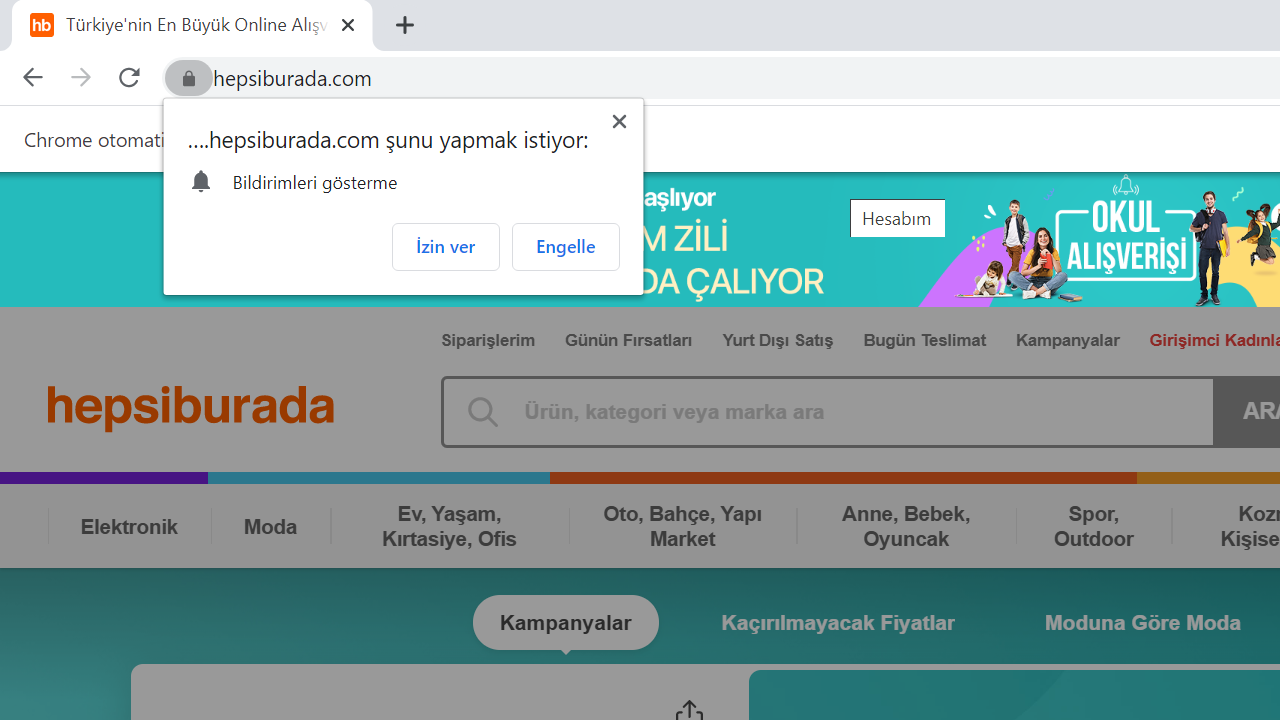 hb Türkiye'nin En Büyük Online Alışv
hepsiburada.com
Chrome otomati
....hepsiburada.com şunu yapmak istiyor:
Bildirimleri gösterme
İzin ver Engelle
aşlıyor
M ZİLİ
DA ÇALIYOR
Hesabım
OKUL
ALIŞVERİŞİ
Siparişlerim Günün Fırsatları Yurt Dışı Satış Bugün Teslimat Kampanyalar Girişimci Kadınla
hepsiburada
Ürün, kategori veya marka ara
ARA
Elektronik
Moda
Ev, Yaşam,
Kırtasiye, Ofis
Oto, Bahçe, Yapı
Market
Anne, Bebek,
Oyuncak
Spor,
Outdoor
Kozm
Kişise
Kampanyalar Kaçırılmayacak Fiyatlar Moduna Göre Moda